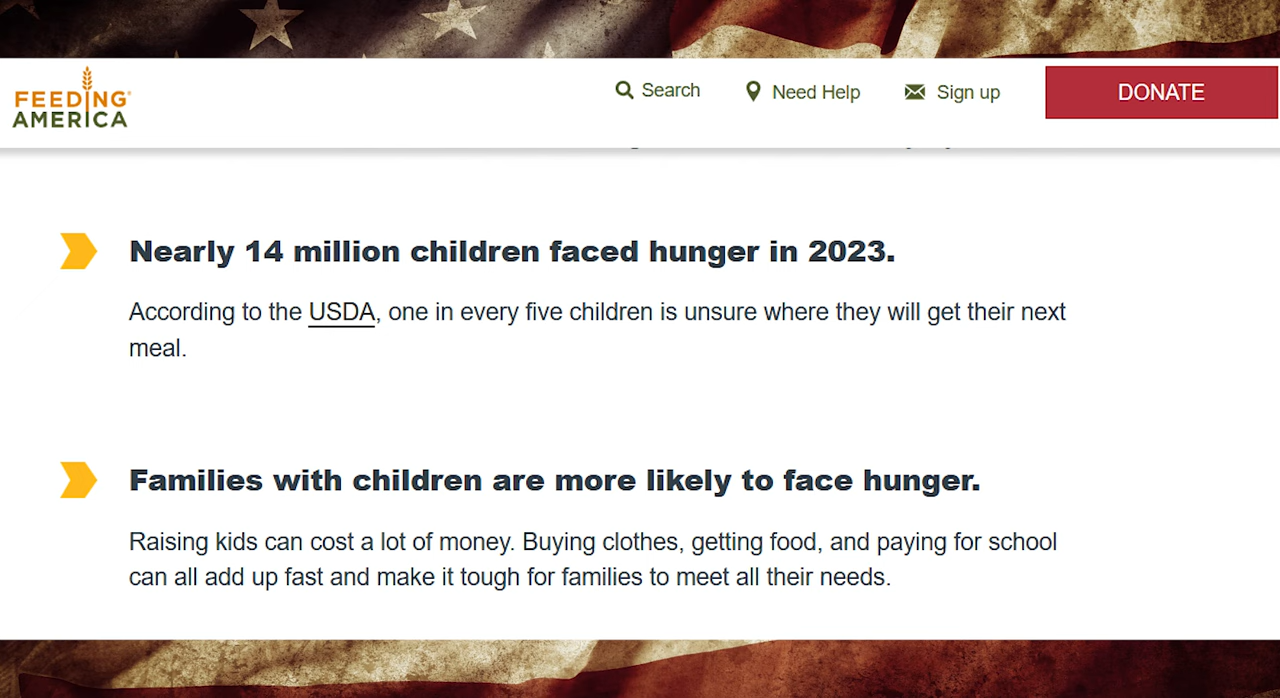 FEEDING
AMERICA
Search
Need Help
Sign up
DONATE
Nearly 14 million children faced hunger in 2023.
According to the USDA, one in every five children is unsure where they will get their next
meal.
Families with children are more likely to face hunger.
Raising kids can cost a lot of money. Buying clothes, getting food, and paying for school
can all add up fast and make it tough for families to meet all their needs.